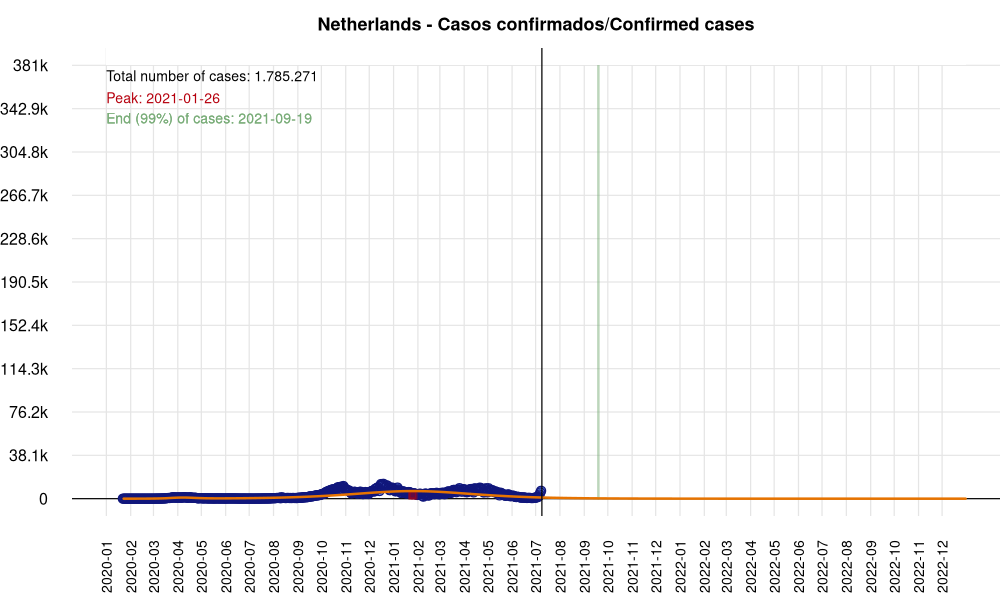 Netherlands - Casos confirmados/Confirmed cases
381k
342.9k
304.8k
266.7k
228.6k
190.5k
152.4k
114.3k
76.2k
38.1k
0
Total number of cases: 1.785.271
Peak: 2021-01-26
End (99%) of cases: 2021-09-19
2020-01
2020-02
2020-03
2020-04
2020-05
2020-06
2020-07
2020-08
2020-09
2020-10
2020-11
2020-12
2021-01
2021-02
2021-03
2021-04
2021-05
2021-06
2021-07
2021-08
2021-09
2021-10
2021-11
2021-12
2022-01
2022-02
2022-03
2022-04
2022-05
2022-06
2022-07
2022-08
2022-09
2022-10
2022-11
2022-12